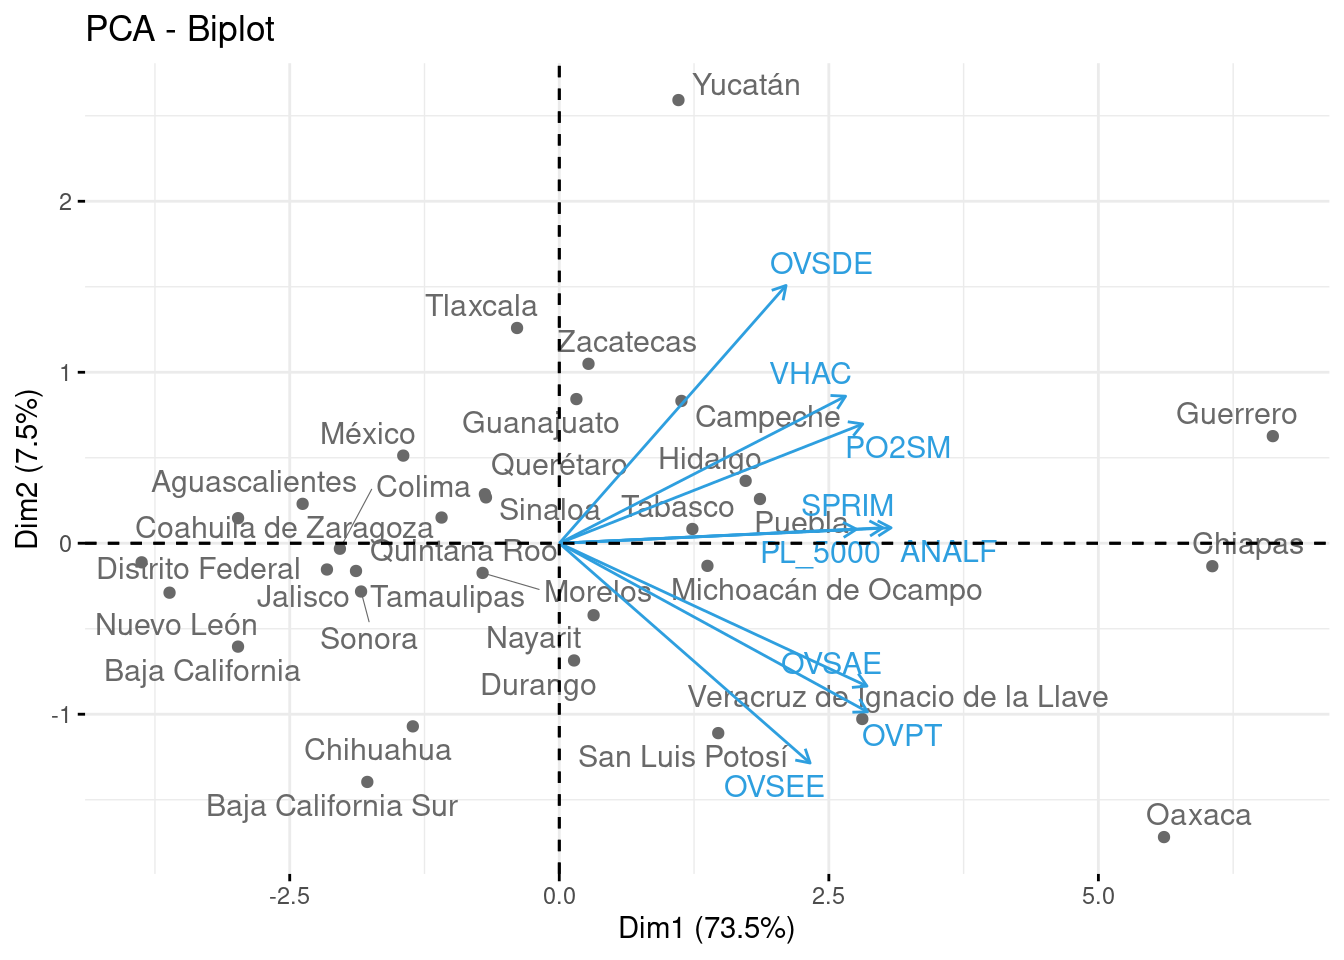 PCA - Biplot
Yucatán
2
OVSDE
Tlaxcala
Zacatecas
1
VHAC
Campeche
Guerrero
Guanajuato
México
PO2SM
Querétaro
Hidalgo
Aguascalientes
Colima
SPRIM
Sinaloa
Tabasco
Coahuila de Zaragoza
Puebla
0
Quintana Roo
PL_5000
ANALF
Chiapas
Distrito Federal
Jalisco
Tamaulipas
Morelos
Michoacán de Ocampo
Nuevo León
Sonora
Nayarit
Baja California
OVSAE
Durango
Veracruz de Ignacio de la Llave
-1
OVPT
Chihuahua
San Luis Potosí
OVSEE
Baja California Sur
Oaxaca
-2.5
0.0
2.5
5.0
Dim1 (73.5%)
Dim2 (7.5%)